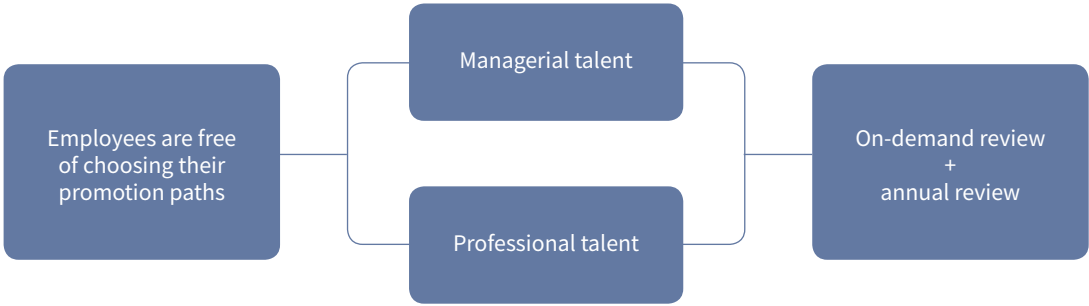 Employees are free
of choosing their
promotion paths
Managerial talent
Professional talent
On-demand review
+
annual review